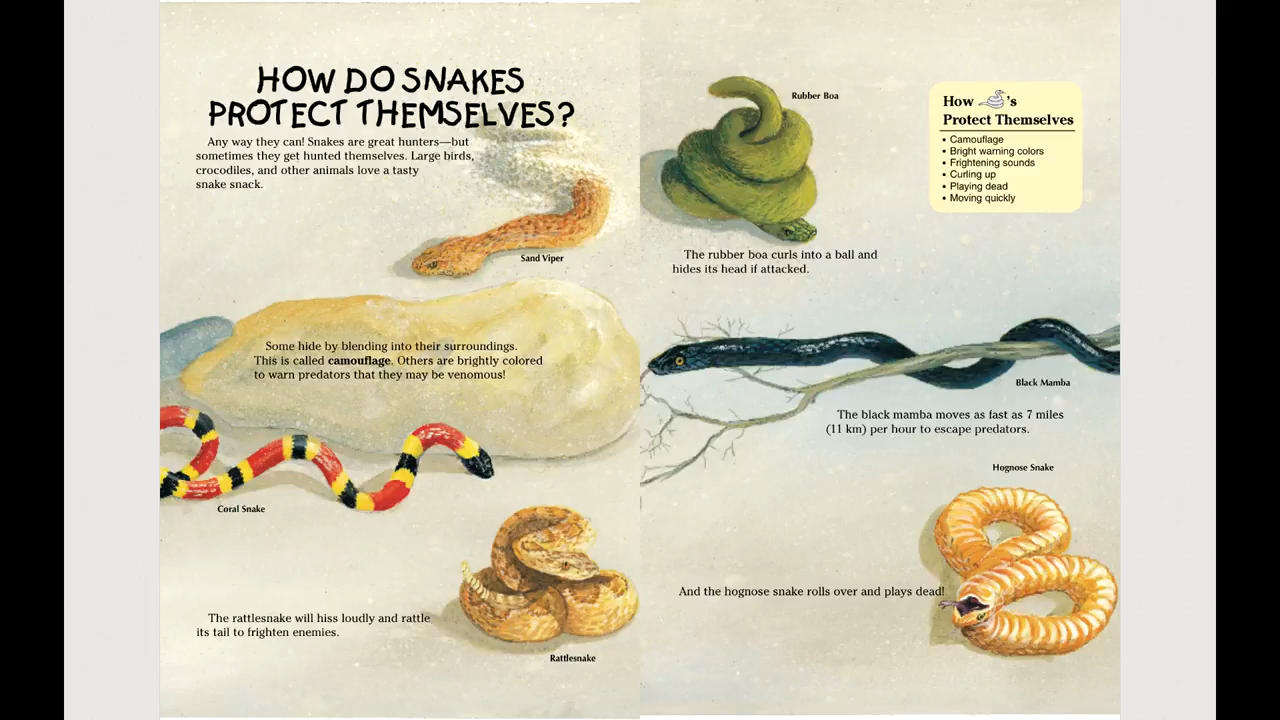 HOW DO SNAKES
PROTECT THEMSELVES?
Any way they can! Snakes are great hunters—but
sometimes they get hunted themselves. Large birds,
crocodiles, and other animals love a tasty
snake snack.
Sand Viper
Some hide by blending into their surroundings.
This is called camouflage. Others are brightly colored
to warn predators that they may be venomous!
Coral Snake
The rattlesnake will hiss loudly and rattle
its tail to frighten enemies.
Rattlesnake
Rubber Boa
The rubber boa curls into a ball and
hides its head if attacked.
How 's
Protect Themselves
• Camouflage
• Bright warning colors
• Frightening sounds
• Curling up
• Playing dead
• Moving quickly
Black Mamba
The black mamba moves as fast as 7 miles
(11 km) per hour to escape predators.
Hognose Snake
And the hognose snake rolls over and plays dead!